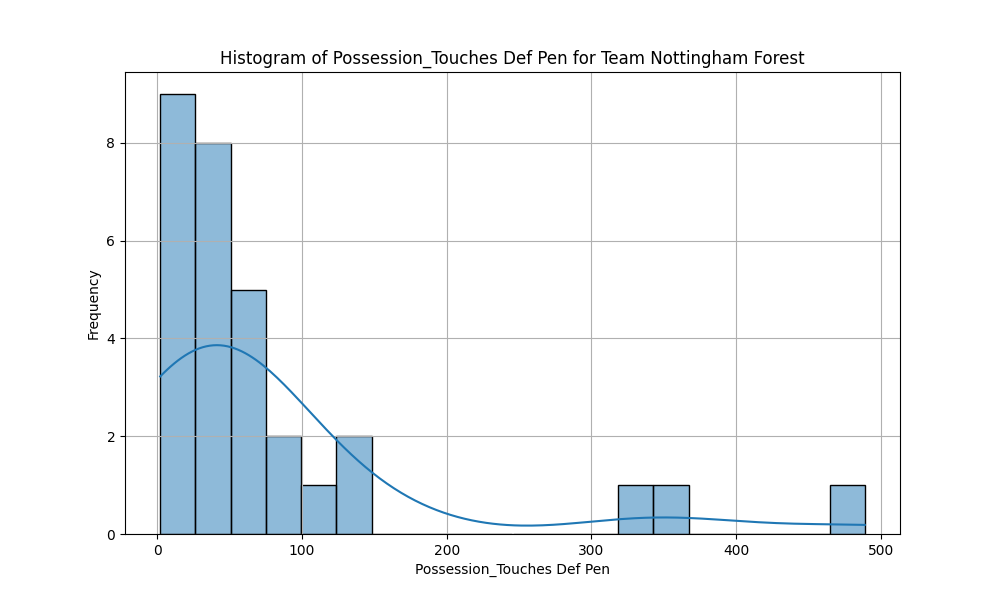 Histogram of Possession_Touches Def Pen for Team Nottingham Forest
8
6
4
2
0
Frequency
0 100 200 300 400 500
Possession_Touches Def Pen